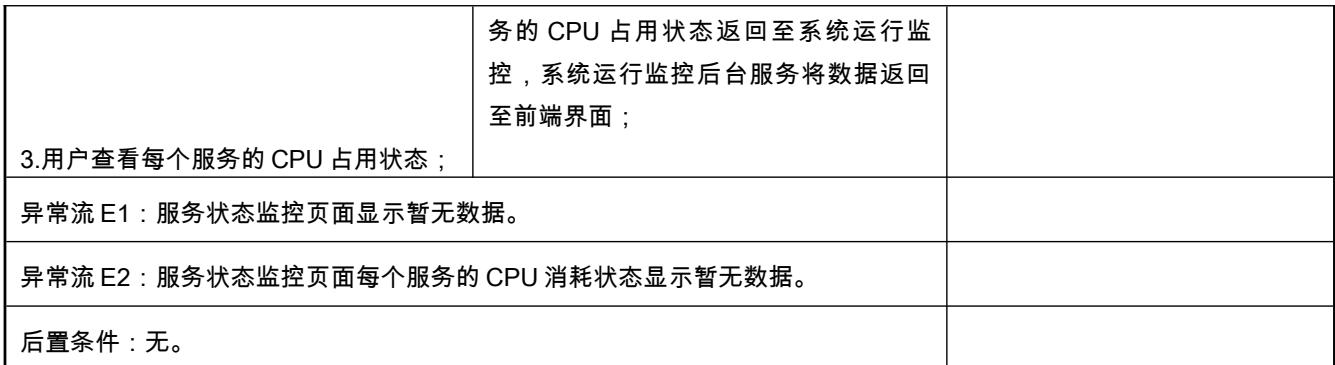 务的 CPU 占用状态返回至系统运行监
控，系统运行监控后台服务将数据返回
至前端界面；
3.用户查看每个服务的 CPU 占用状态；
异常流 E1：服务状态监控页面显示暂无数据。
异常流 E2：服务状态监控页面每个服务的 CPU 消耗状态显示暂无数据。
后置条件：无。